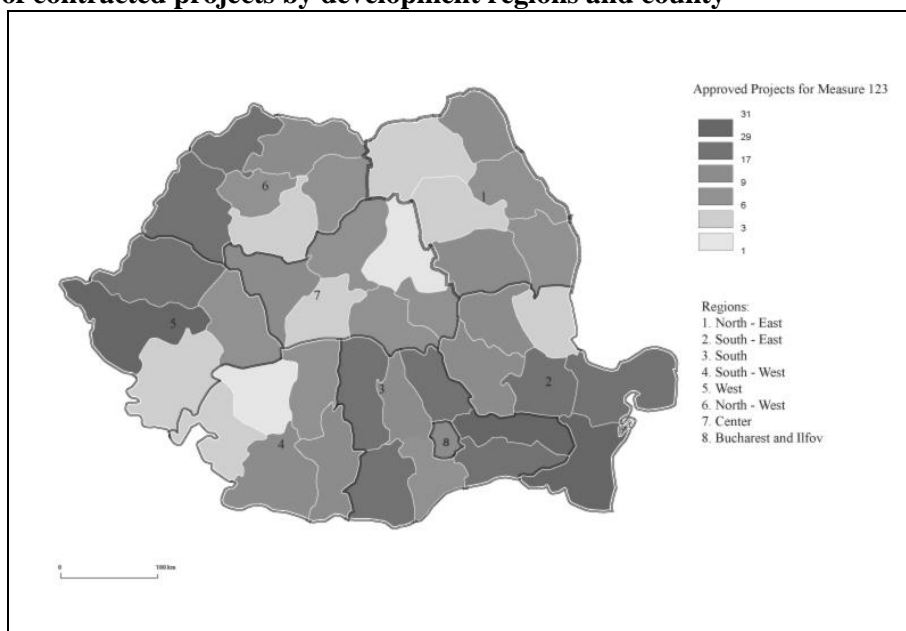 of contracted projects by development regions and county
Approved Projects for Measure 123
31
29
17
9
6
3
1
Regions:
1. North - East
2. South - East
3. South
4. South - West
5. West
6. North - West
7. Center
8. Bucharest and Ilfov
6
1
7
5
2
3
4
8
0 100 km